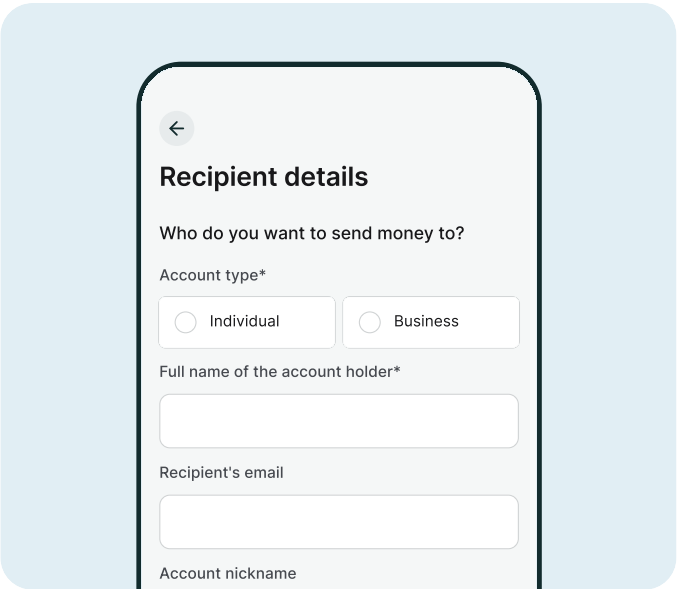 Recipient details
Who do you want to send money to?
Account type*
Individual
Business
Full name of the account holder*
Recipient's email
Account nickname